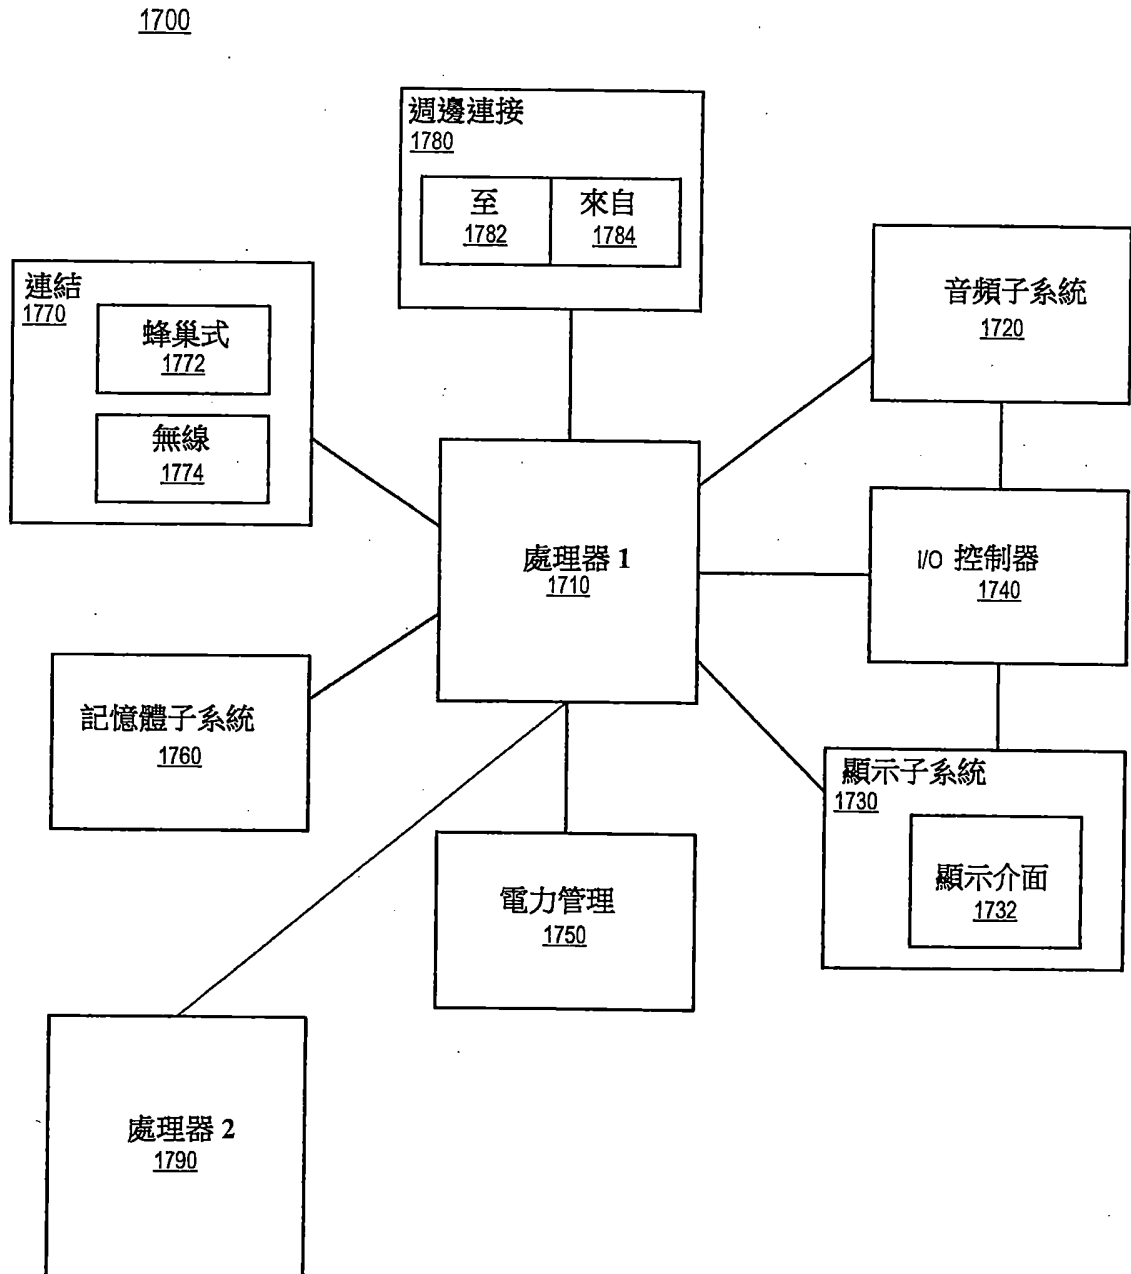 1700
週邊連接
1780
至
1782
來自
1784
連結
1770
蜂巢式
1772
無線
1774
音頻子系統
1720
處理器 1
1710
I/O 控制器
1740
記憶體子系統
1760
顯示子系統
1730
顯示介面
1732
電力管理
1750
處理器 2
1790